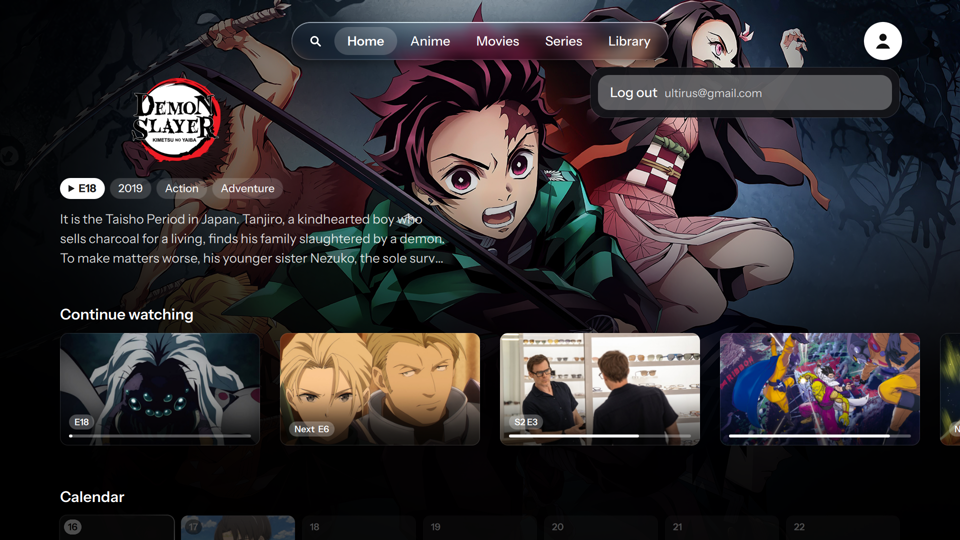 Home
Anime
Movies
Series
Library
Log out ultirus@gmail.com
DEMON
SLAYER
KIMETSU NO YAIBA
E18
2019
Action
Adventure
It is the Taisho Period in Japan. Tanjiro, a kindhearted boy who
sells charcoal for a living, finds his family slaughtered by a demon.
To make matters worse, his younger sister Nezuko, the sole surv...
Continue watching
E18
Next E6
S2 E3
RIBBON
N
Calendar
16
17
18
19
20
21
22